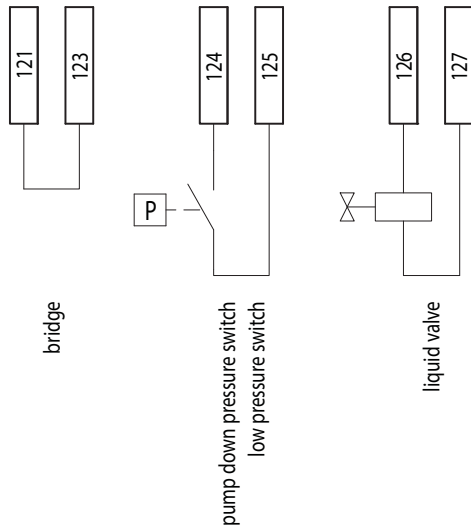 121
123
124
125
126
127
P
bridge
pump down pressure switch
low pressure switch
liquid valve